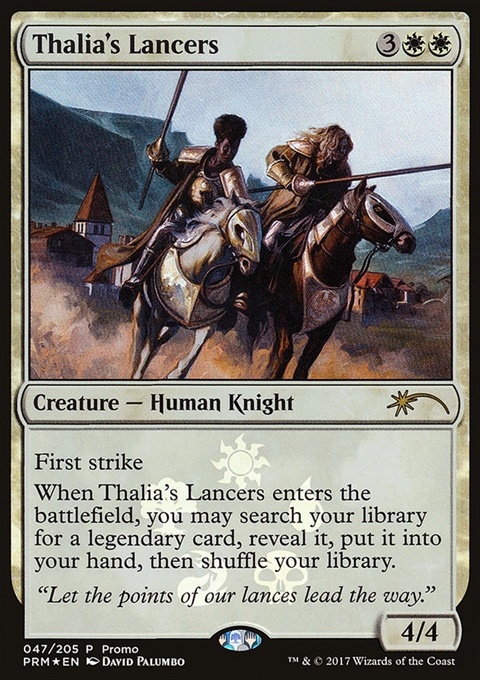 Thalia's Lancers 3
Creature — Human Knight
First strike
When Thalia's Lancers enters the
battlefield, you may search your library
for a legendary card, reveal it, put it into
your hand, then shuffle your library.
“Let the points of our lances lead the way.”
4/4
047/205 P Promo
PRM★EN David Palumbo
™ & © 2017 Wizards of the Coast